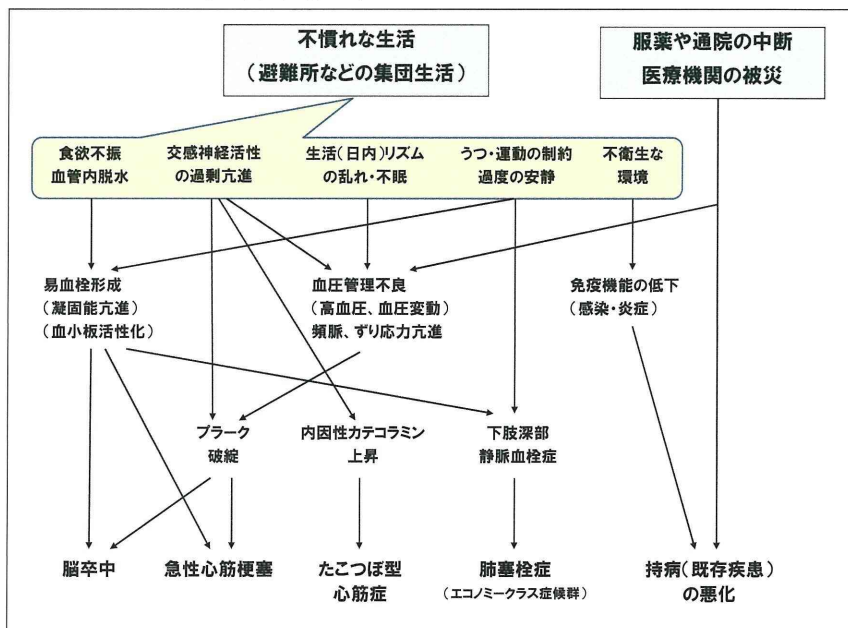 不慣れな生活
（避難所などの集団生活）
服薬や通院の中断
医療機関の被災
食欲不振
血管内脱水
交感神経活性
の過剰亢進
生活（日内）リズム
の乱れ・不眠
うつ・運動の制約
過度の安静
不衛生な
環境
易血栓形成
（凝固能亢進）
（血小板活性化）
血圧管理不良
（高血圧、血圧変動）
頻脈、ずり応力亢進
免疫機能の低下
（感染・炎症）
プラーク
破綻
内因性カテコラミン
上昇
下肢深部
静脈血栓症
脳卒中
急性心筋梗塞
たこつぼ型
心筋症
肺塞栓症
（エコノミークラス症候群）
持病（既存疾患）
の悪化